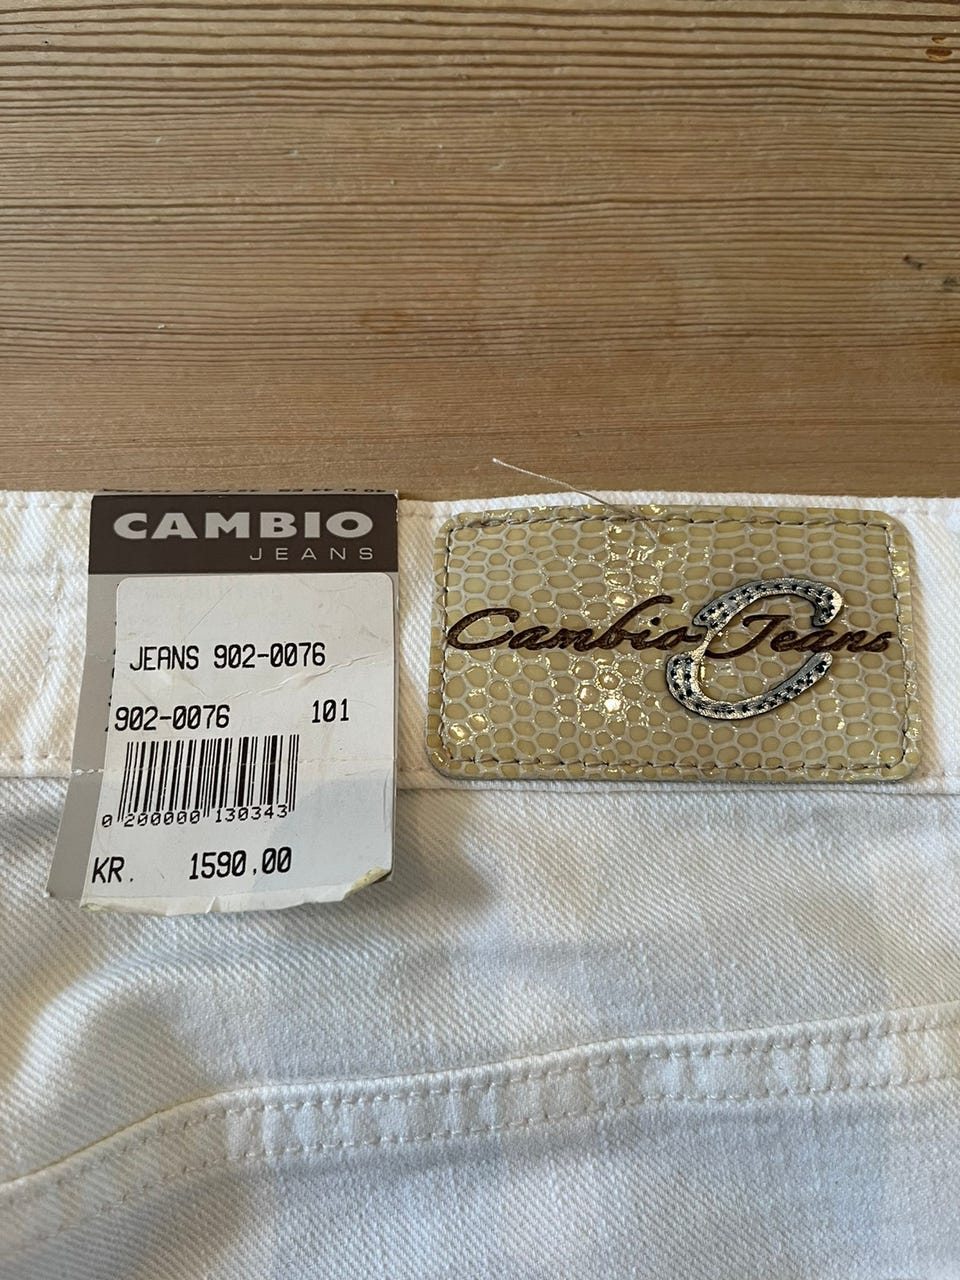 CAMBIO
JEANS
JEANS 902-0076
902-0076 101
0 200000 130343
KR. 1590,00
Cambio Jeans